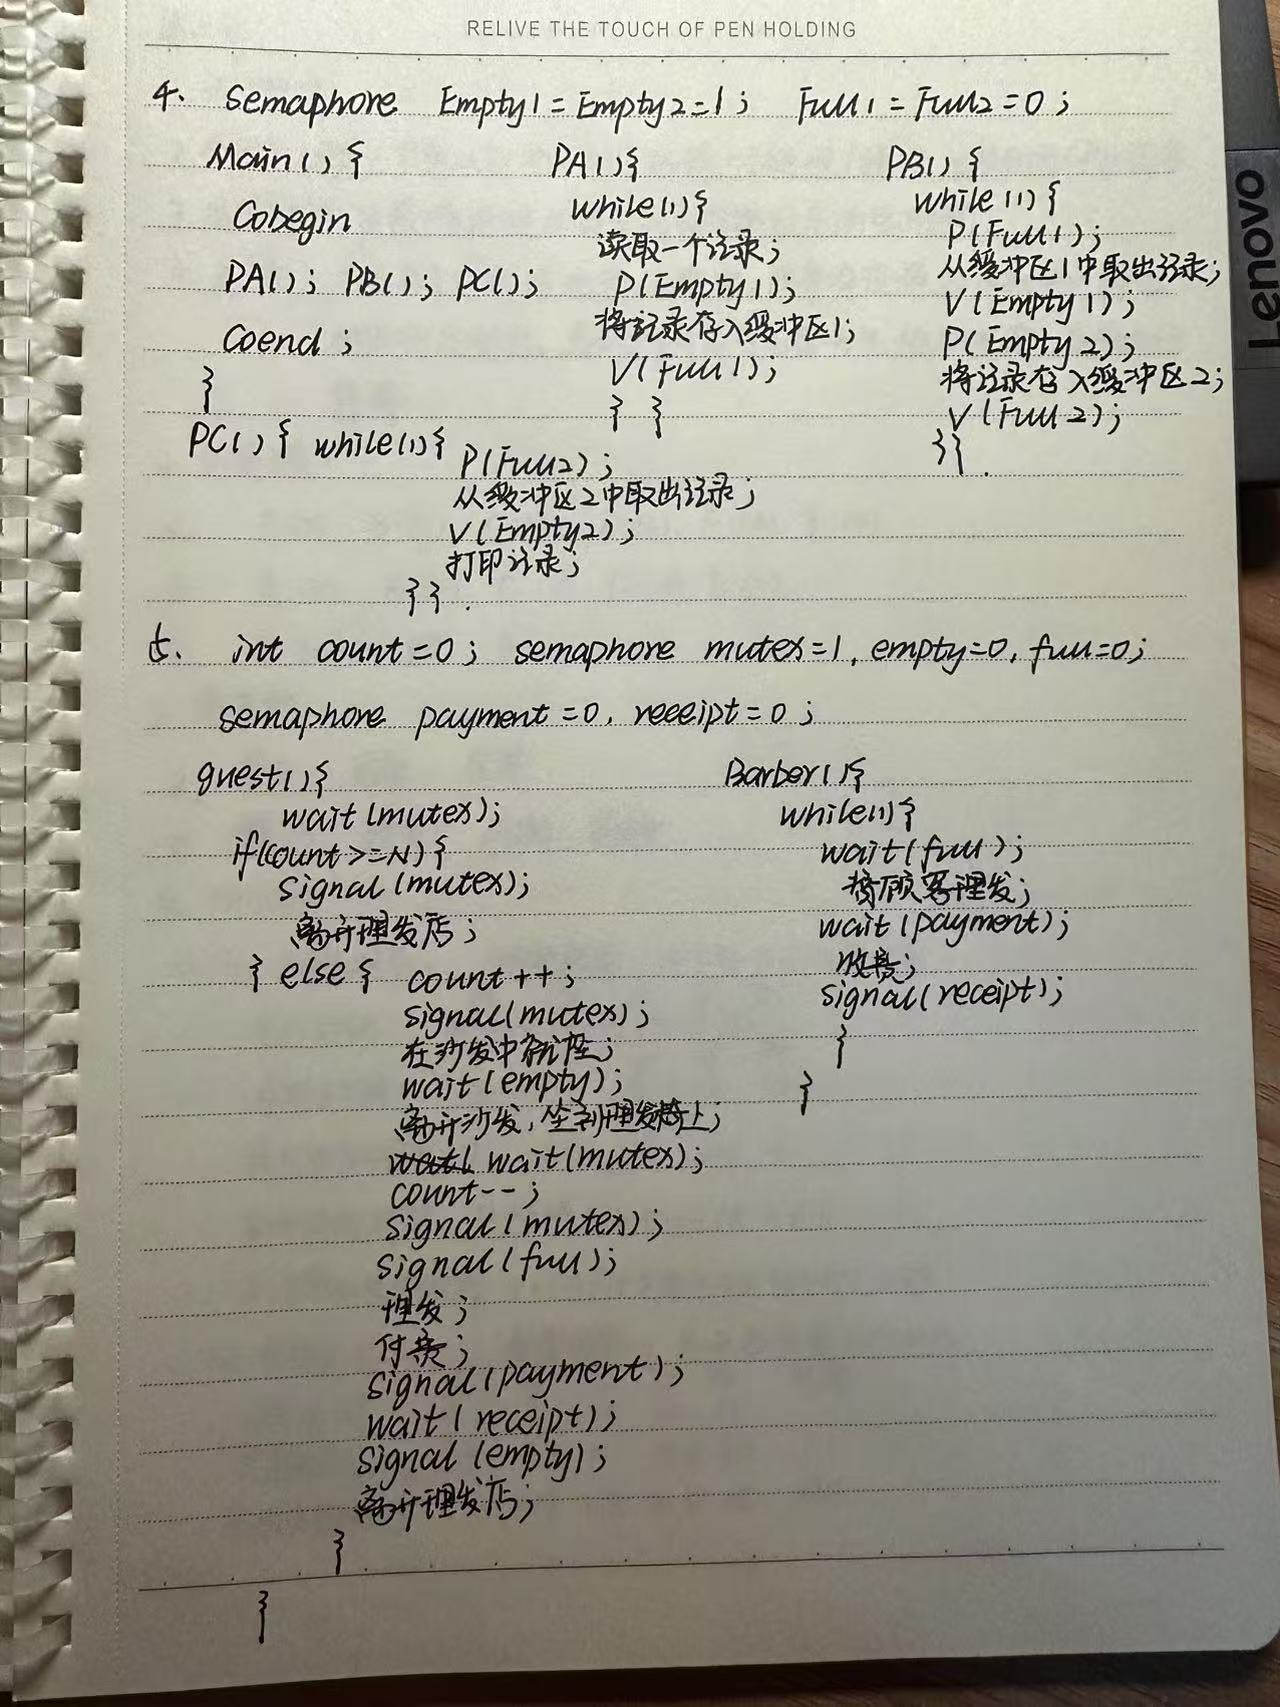 RELIVE THE TOUCH OF PEN HOLDING
4. semaphore Empty1 = Empty2 = 1; Full1 = Full2 = 0;
Main() {
Cobegin
PA(); PB(); PC();
Coend;
}
PA(){
while(1){
读取一个记录;
P(Empty1);
将记录存入缓冲区1;
V(Full1);
} }
PB() {
while(1){
P(Full1);
从缓冲区1中取出记录;
V(Empty1);
P(Empty2);
将记录存入缓冲区2;
V(Full2);
}}.
PC() { while(1){
P(Full2);
从缓冲区2中取出记录;
V(Empty2);
打印记录;
}}.
5. int count=0; semaphore mutex=1, empty=0, full=0;
semaphore payment=0, receipt=0;
guest(){
wait(mutex);
if(count>=N){
signal(mutex);
离开理发店;
} else { count++;
signal(mutex);
在沙发中就座;
wait(empty);
离开沙发,坐到理发椅上;
wait(mutex);
count--;
signal(mutex);
signal(full);
理发;
付费;
signal(payment);
wait(receipt);
signal(empty);
离开理发店;
}
}
Barber(){
while(1){
wait(full);
替顾客理发;
wait(payment);
收费;
signal(receipt);
}
}
Lenovo